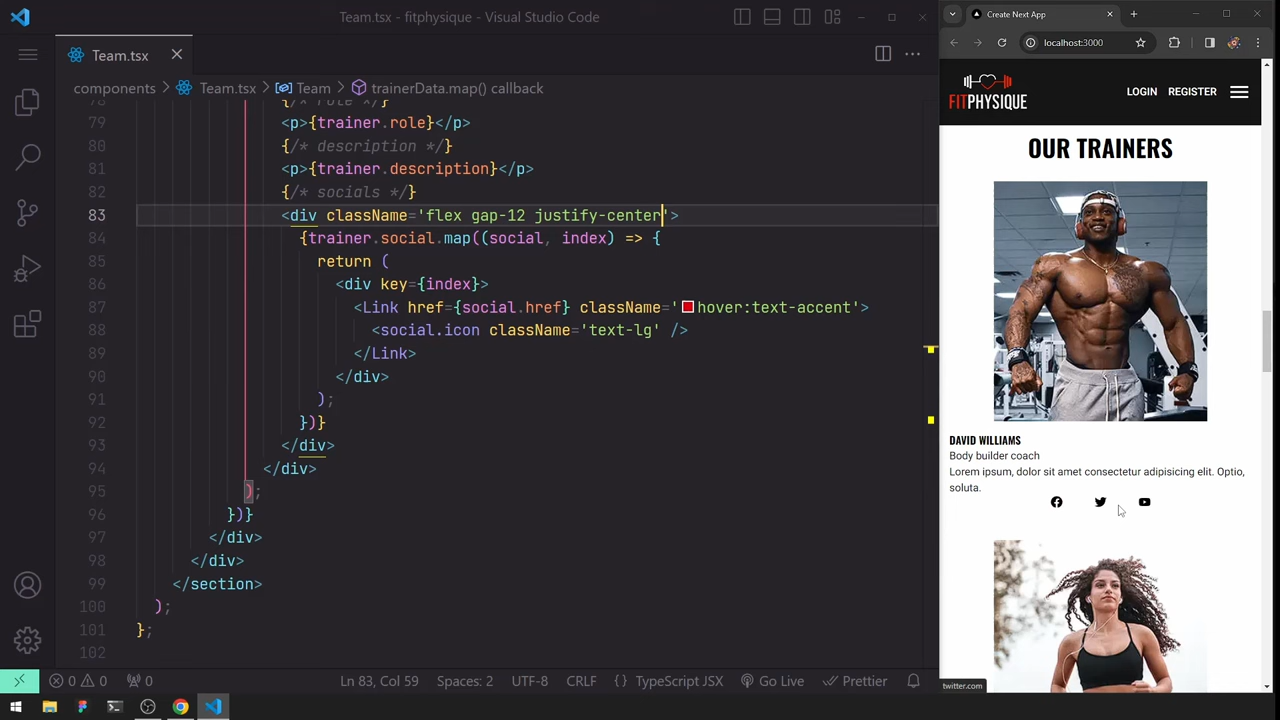 Team.tsx - fitphysique - Visual Studio Code
Team.tsx
components > Team.tsx > Team > trainerData.map() callback
78 {/* role */}
79 <p>{trainer.role}</p>
80 {/* description */}
81 <p>{trainer.description}</p>
82 {/* socials */}
83 <div className='flex gap-12 justify-center'>
84 {trainer.social.map((social, index) => {
85 return (
86 <div key={index}>
87 <Link href={social.href} className='hover:text-accent'>
88 <social.icon className='text-lg' />
89 </Link>
90 </div>
91 );
92 })}
93 </div>
94 </div>
95 );
96 })}
97 </div>
98 </div>
99 </section>
100 );
101 };
102
0 0 0 Ln 83, Col 59 Spaces: 2 UTF-8 CRLF {} TypeScript JSX Go Live Prettier
Create Next App
localhost:3000
FITPHYSIQUE
LOGIN REGISTER
OUR TRAINERS
DAVID WILLIAMS
Body builder coach
Lorem ipsum, dolor sit amet consectetur adipisicing elit. Optio,
soluta.
twitter.com